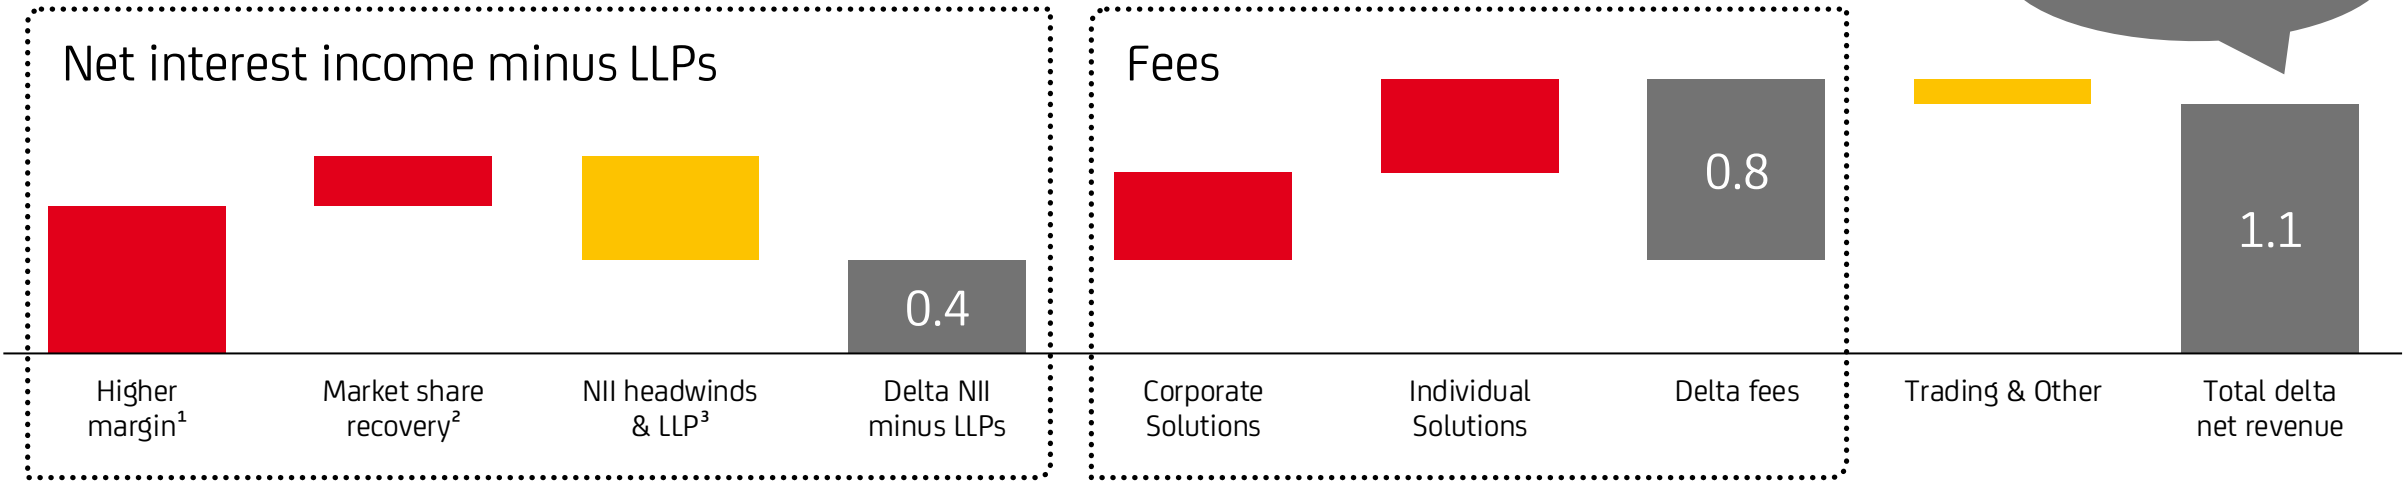 Net interest income minus LLPs
Fees
0.4
0.8
1.1
Higher
margin¹
Market share
recovery²
NII headwinds
& LLP³
Delta NII
minus LLPs
Corporate
Solutions
Individual
Solutions
Delta fees
Trading & Other
Total delta
net revenue